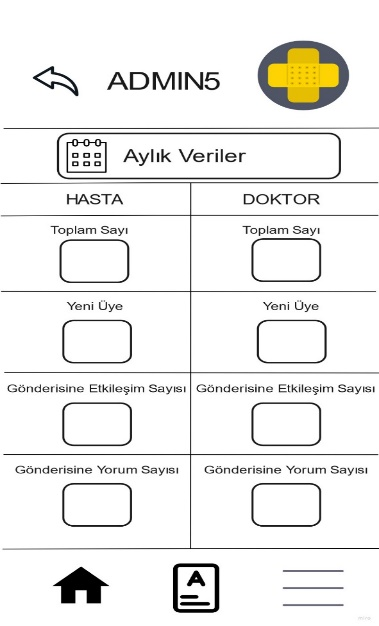 ADMIN5
Aylık Veriler
HASTA
DOKTOR
Toplam Sayı
Toplam Sayı
Yeni Üye
Yeni Üye
Gönderisine Etkileşim Sayısı
Gönderisine Etkileşim Sayısı
Gönderisine Yorum Sayısı
Gönderisine Yorum Sayısı
A